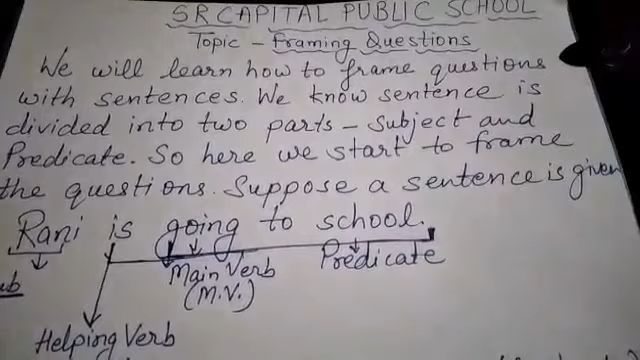 S R CAPITAL PUBLIC SCHOOL
Topic - Framing Questions
We will learn how to frame questions
with sentences. We know sentence is
divided into two parts - Subject and
Predicate. So here we start to frame
the questions. Suppose a sentence is given
Rani is going to school.
Main Verb Predicate
(M.V.)
Helping Verb